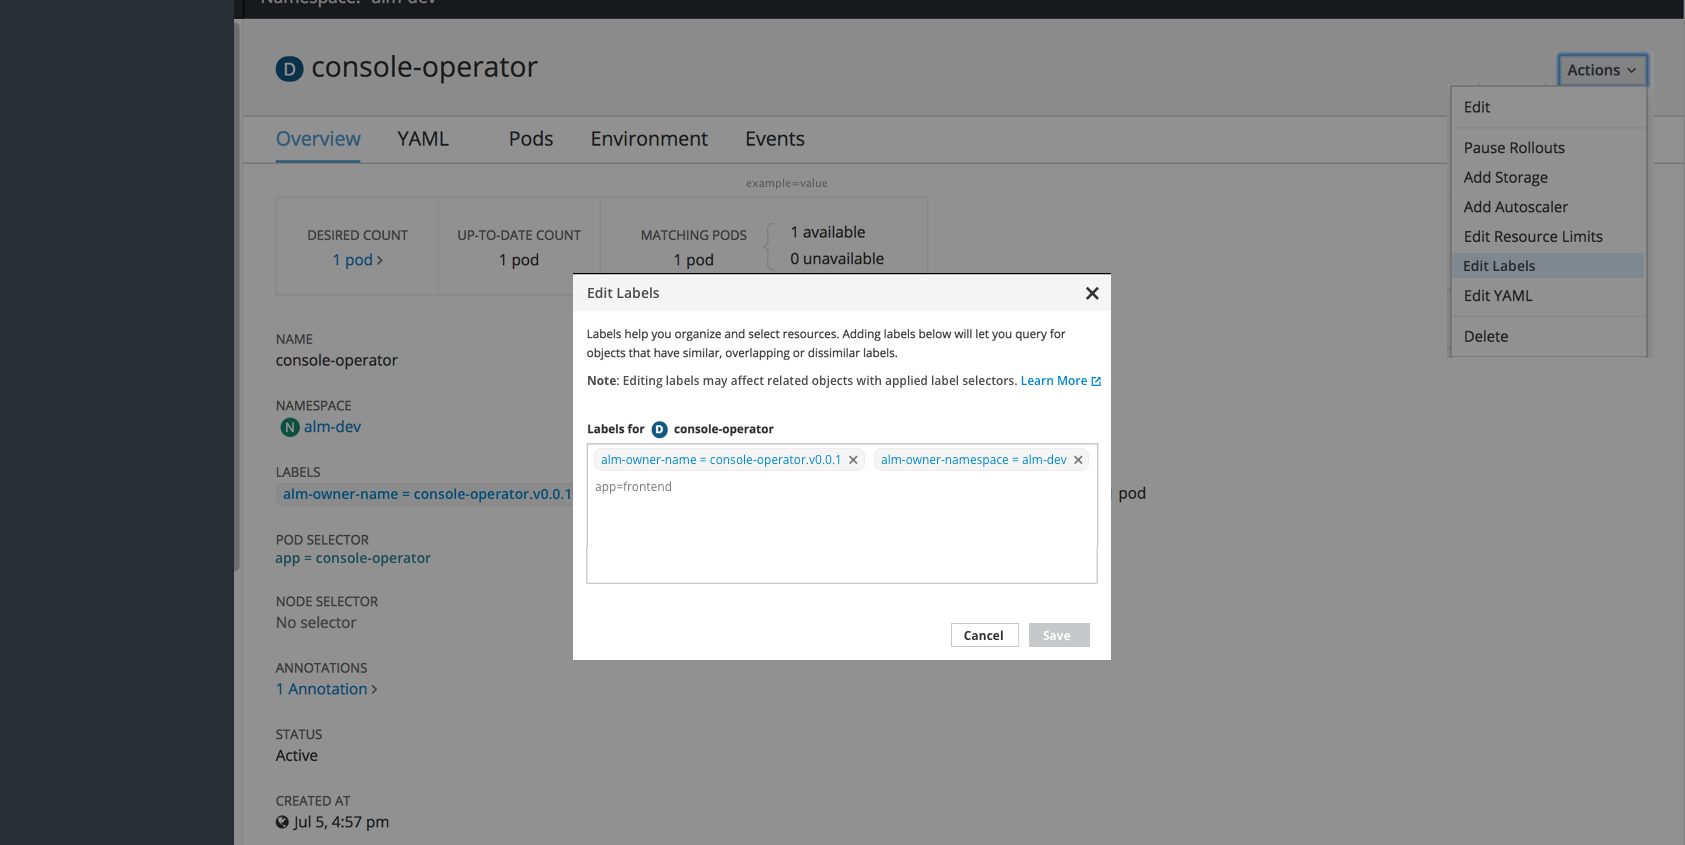 Namespace: alm-dev
D console-operator
Actions
Edit
Pause Rollouts
Add Storage
Add Autoscaler
Edit Resource Limits
Edit Labels
Edit YAML
Delete
Overview YAML Pods Environment Events
example=value
DESIRED COUNT
1 pod
UP-TO-DATE COUNT
1 pod
MATCHING PODS
1 pod
1 available
0 unavailable
NAME
console-operator
NAMESPACE
N alm-dev
LABELS
alm-owner-name = console-operator.v0.0.1
pod
POD SELECTOR
app = console-operator
NODE SELECTOR
No selector
ANNOTATIONS
1 Annotation
STATUS
Active
CREATED AT
Jul 5, 4:57 pm
Edit Labels
Labels help you organize and select resources. Adding labels below will let you query for
objects that have similar, overlapping or dissimilar labels.
Note: Editing labels may affect related objects with applied label selectors. Learn More
Labels for D console-operator
alm-owner-name = console-operator.v0.0.1 alm-owner-namespace = alm-dev
app=frontend
Cancel Save